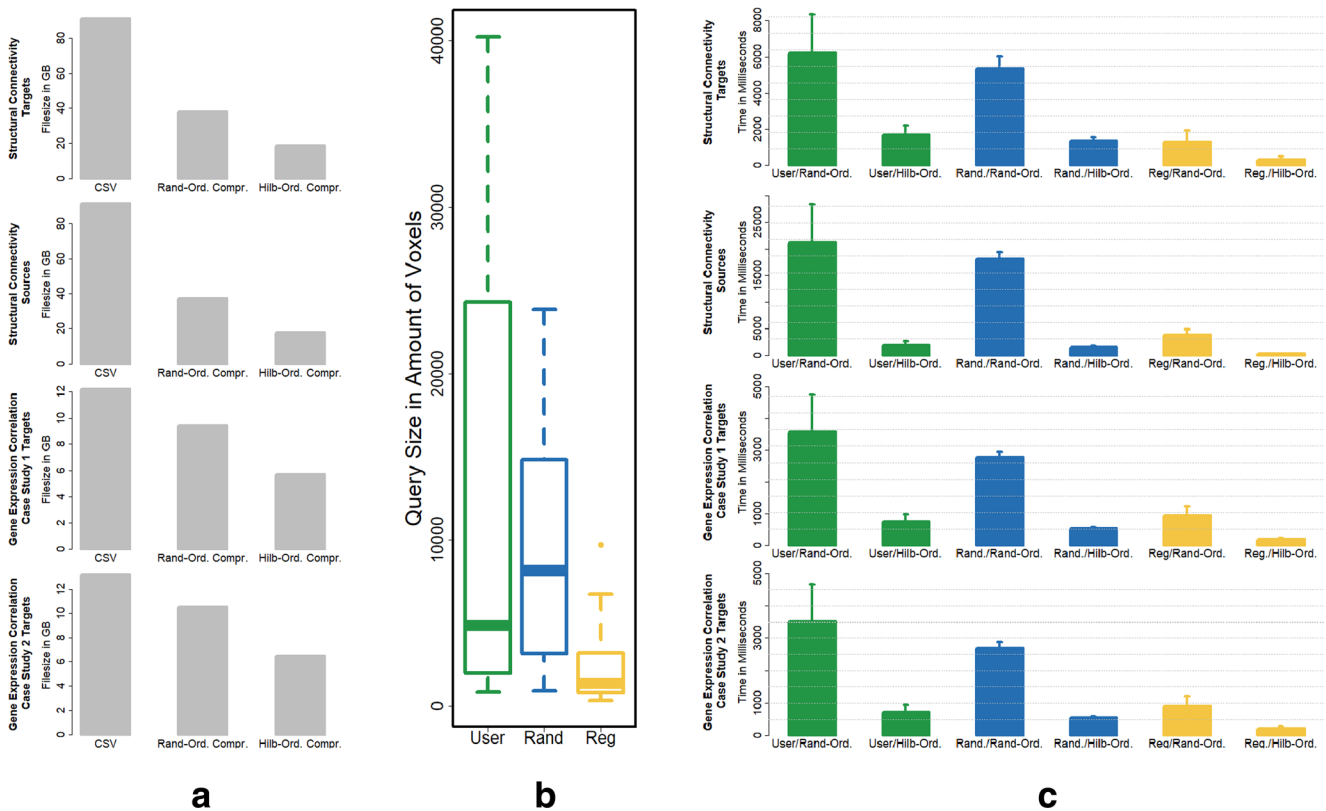 Structural Connectivity
Targets
Filesize in GB
80
60
40
20
0
CSV
Rand-Ord. Compr.
Hilb-Ord. Compr.
Structural Connectivity
Sources
Filesize in GB
80
60
40
20
0
CSV
Rand-Ord. Compr.
Hilb-Ord. Compr.
Gene Expression Correlation
Case Study 1 Targets
Filesize in GB
12
10
8
6
4
2
0
CSV
Rand-Ord. Compr.
Hilb-Ord. Compr.
Gene Expression Correlation
Case Study 2 Targets
Filesize in GB
12
10
8
6
4
2
0
CSV
Rand-Ord. Compr.
Hilb-Ord. Compr.
a
Query Size in Amount of Voxels
40000
30000
20000
10000
0
User
Rand
Reg
b
Structural Connectivity
Targets
Time in Milliseconds
8000
6000
4000
2000
0
User/Rand-Ord.
User/Hilb-Ord.
Rand./Rand-Ord.
Rand./Hilb-Ord.
Reg/Rand-Ord.
Reg./Hilb-Ord.
Structural Connectivity
Sources
Time in Milliseconds
25000
15000
50000
0
User/Rand-Ord.
User/Hilb-Ord.
Rand./Rand-Ord.
Rand./Hilb-Ord.
Reg/Rand-Ord.
Reg./Hilb-Ord.
Gene Expression Correlation
Case Study 1 Targets
Time in Milliseconds
5000
3000
1000
0
User/Rand-Ord.
User/Hilb-Ord.
Rand./Rand-Ord.
Rand./Hilb-Ord.
Reg/Rand-Ord.
Reg./Hilb-Ord.
Gene Expression Correlation
Case Study 2 Targets
Time in Milliseconds
5000
3000
1000
0
User/Rand-Ord.
User/Hilb-Ord.
Rand./Rand-Ord.
Rand./Hilb-Ord.
Reg/Rand-Ord.
Reg./Hilb-Ord.
c